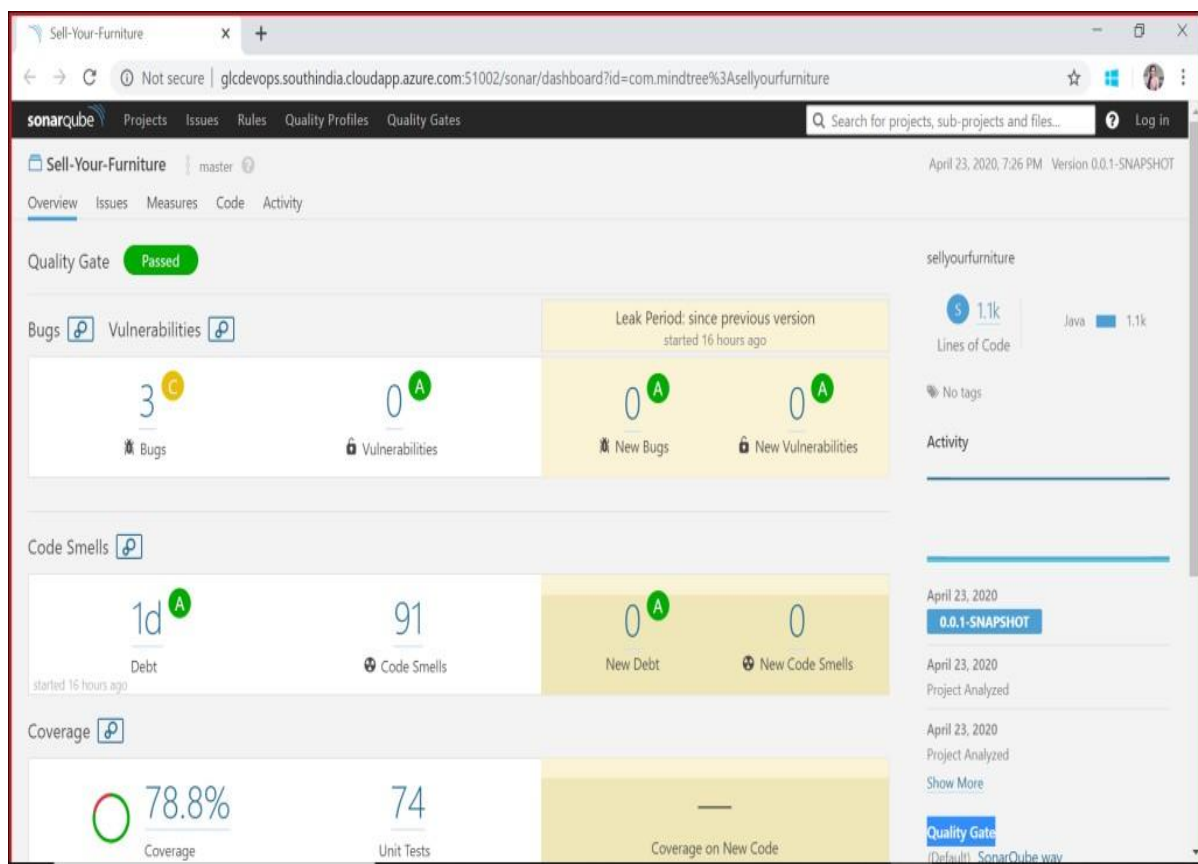 Sell-Your-Furniture
Not secure | glcdevops.southindia.cloudapp.azure.com:51002/sonar/dashboard?id=com.mindtree%3Asellyourfurniture
sonarqube Projects Issues Rules Quality Profiles Quality Gates Search for projects, sub-projects and files... Log in
Sell-Your-Furniture master April 23, 2020, 7:26 PM Version 0.0.1-SNAPSHOT
Overview Issues Measures Code Activity
Quality Gate Passed
Bugs Vulnerabilities
Leak Period: since previous version
started 16 hours ago
3 C
Bugs
0 A
Vulnerabilities
0 A
New Bugs
0 A
New Vulnerabilities
Code Smells
1d A
Debt
started 16 hours ago
91
Code Smells
0 A
New Debt
0
New Code Smells
Coverage
78.8%
Coverage
74
Unit Tests
—
Coverage on New Code
sellyourfurniture
S 1.1k
Lines of Code
Java 1.1k
No tags
Activity
April 23, 2020
0.0.1-SNAPSHOT
April 23, 2020
Project Analyzed
April 23, 2020
Project Analyzed
Show More
Quality Gate
(Default) SonarQube way